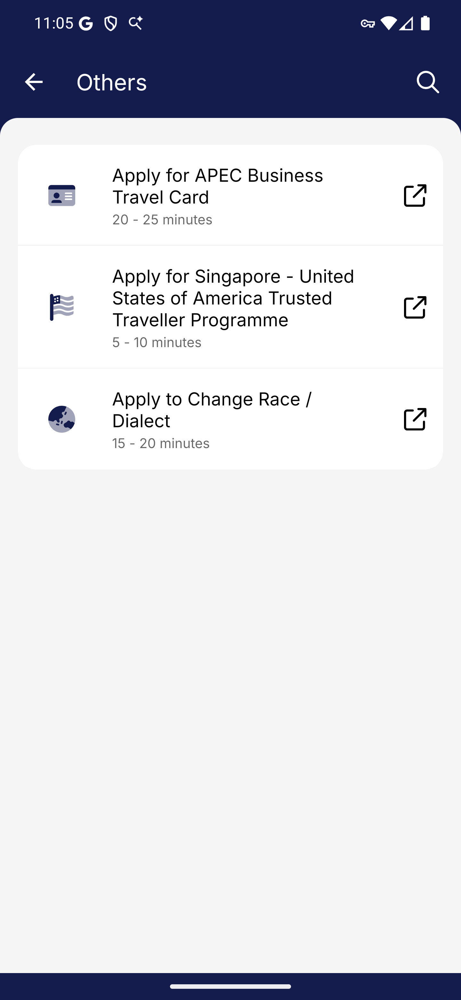 11:05
Others
Apply for APEC Business
Travel Card
20 - 25 minutes
Apply for Singapore - United
States of America Trusted
Traveller Programme
5 - 10 minutes
Apply to Change Race /
Dialect
15 - 20 minutes